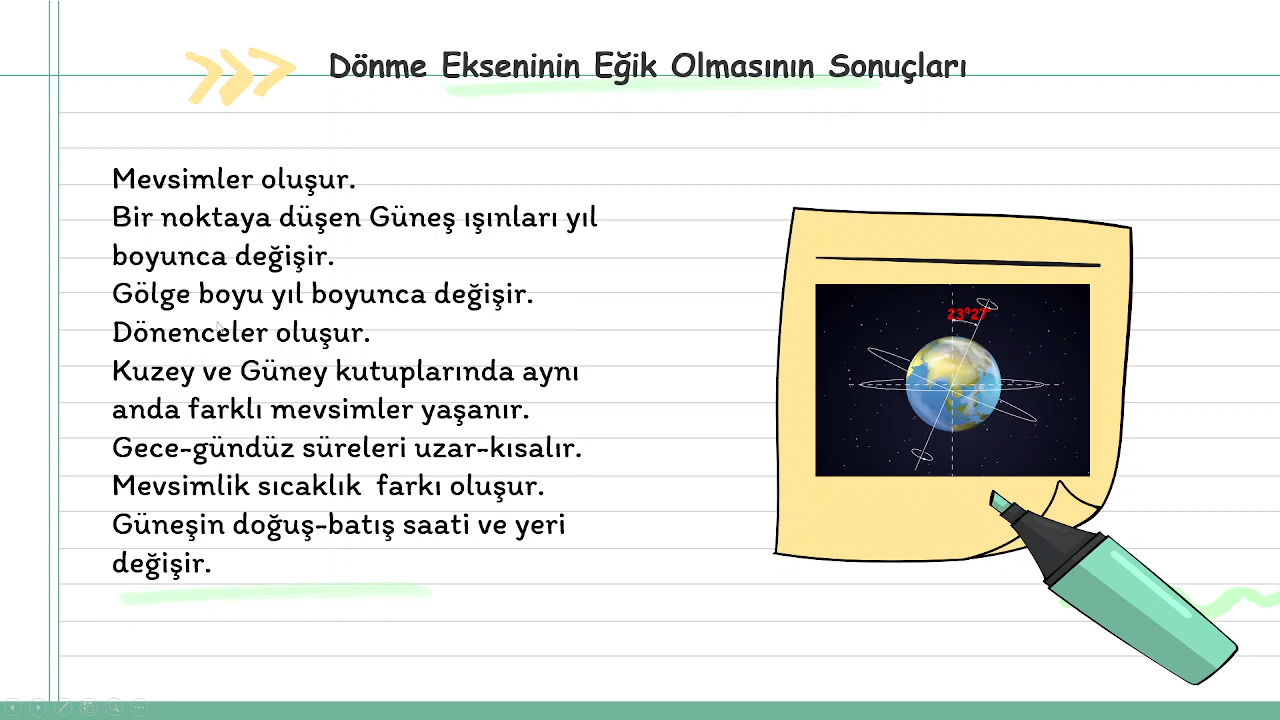 Dönme Ekseninin Eğik Olmasının Sonuçları
Mevsimler oluşur.
Bir noktaya düşen Güneş ışınları yıl
boyunca değişir.
Gölge boyu yıl boyunca değişir.
Dönenceler oluşur.
Kuzey ve Güney kutuplarında aynı
anda farklı mevsimler yaşanır.
Gece-gündüz süreleri uzar-kısalır.
Mevsimlik sıcaklık farkı oluşur.
Güneşin doğuş-batış saati ve yeri
değişir.
23°27'